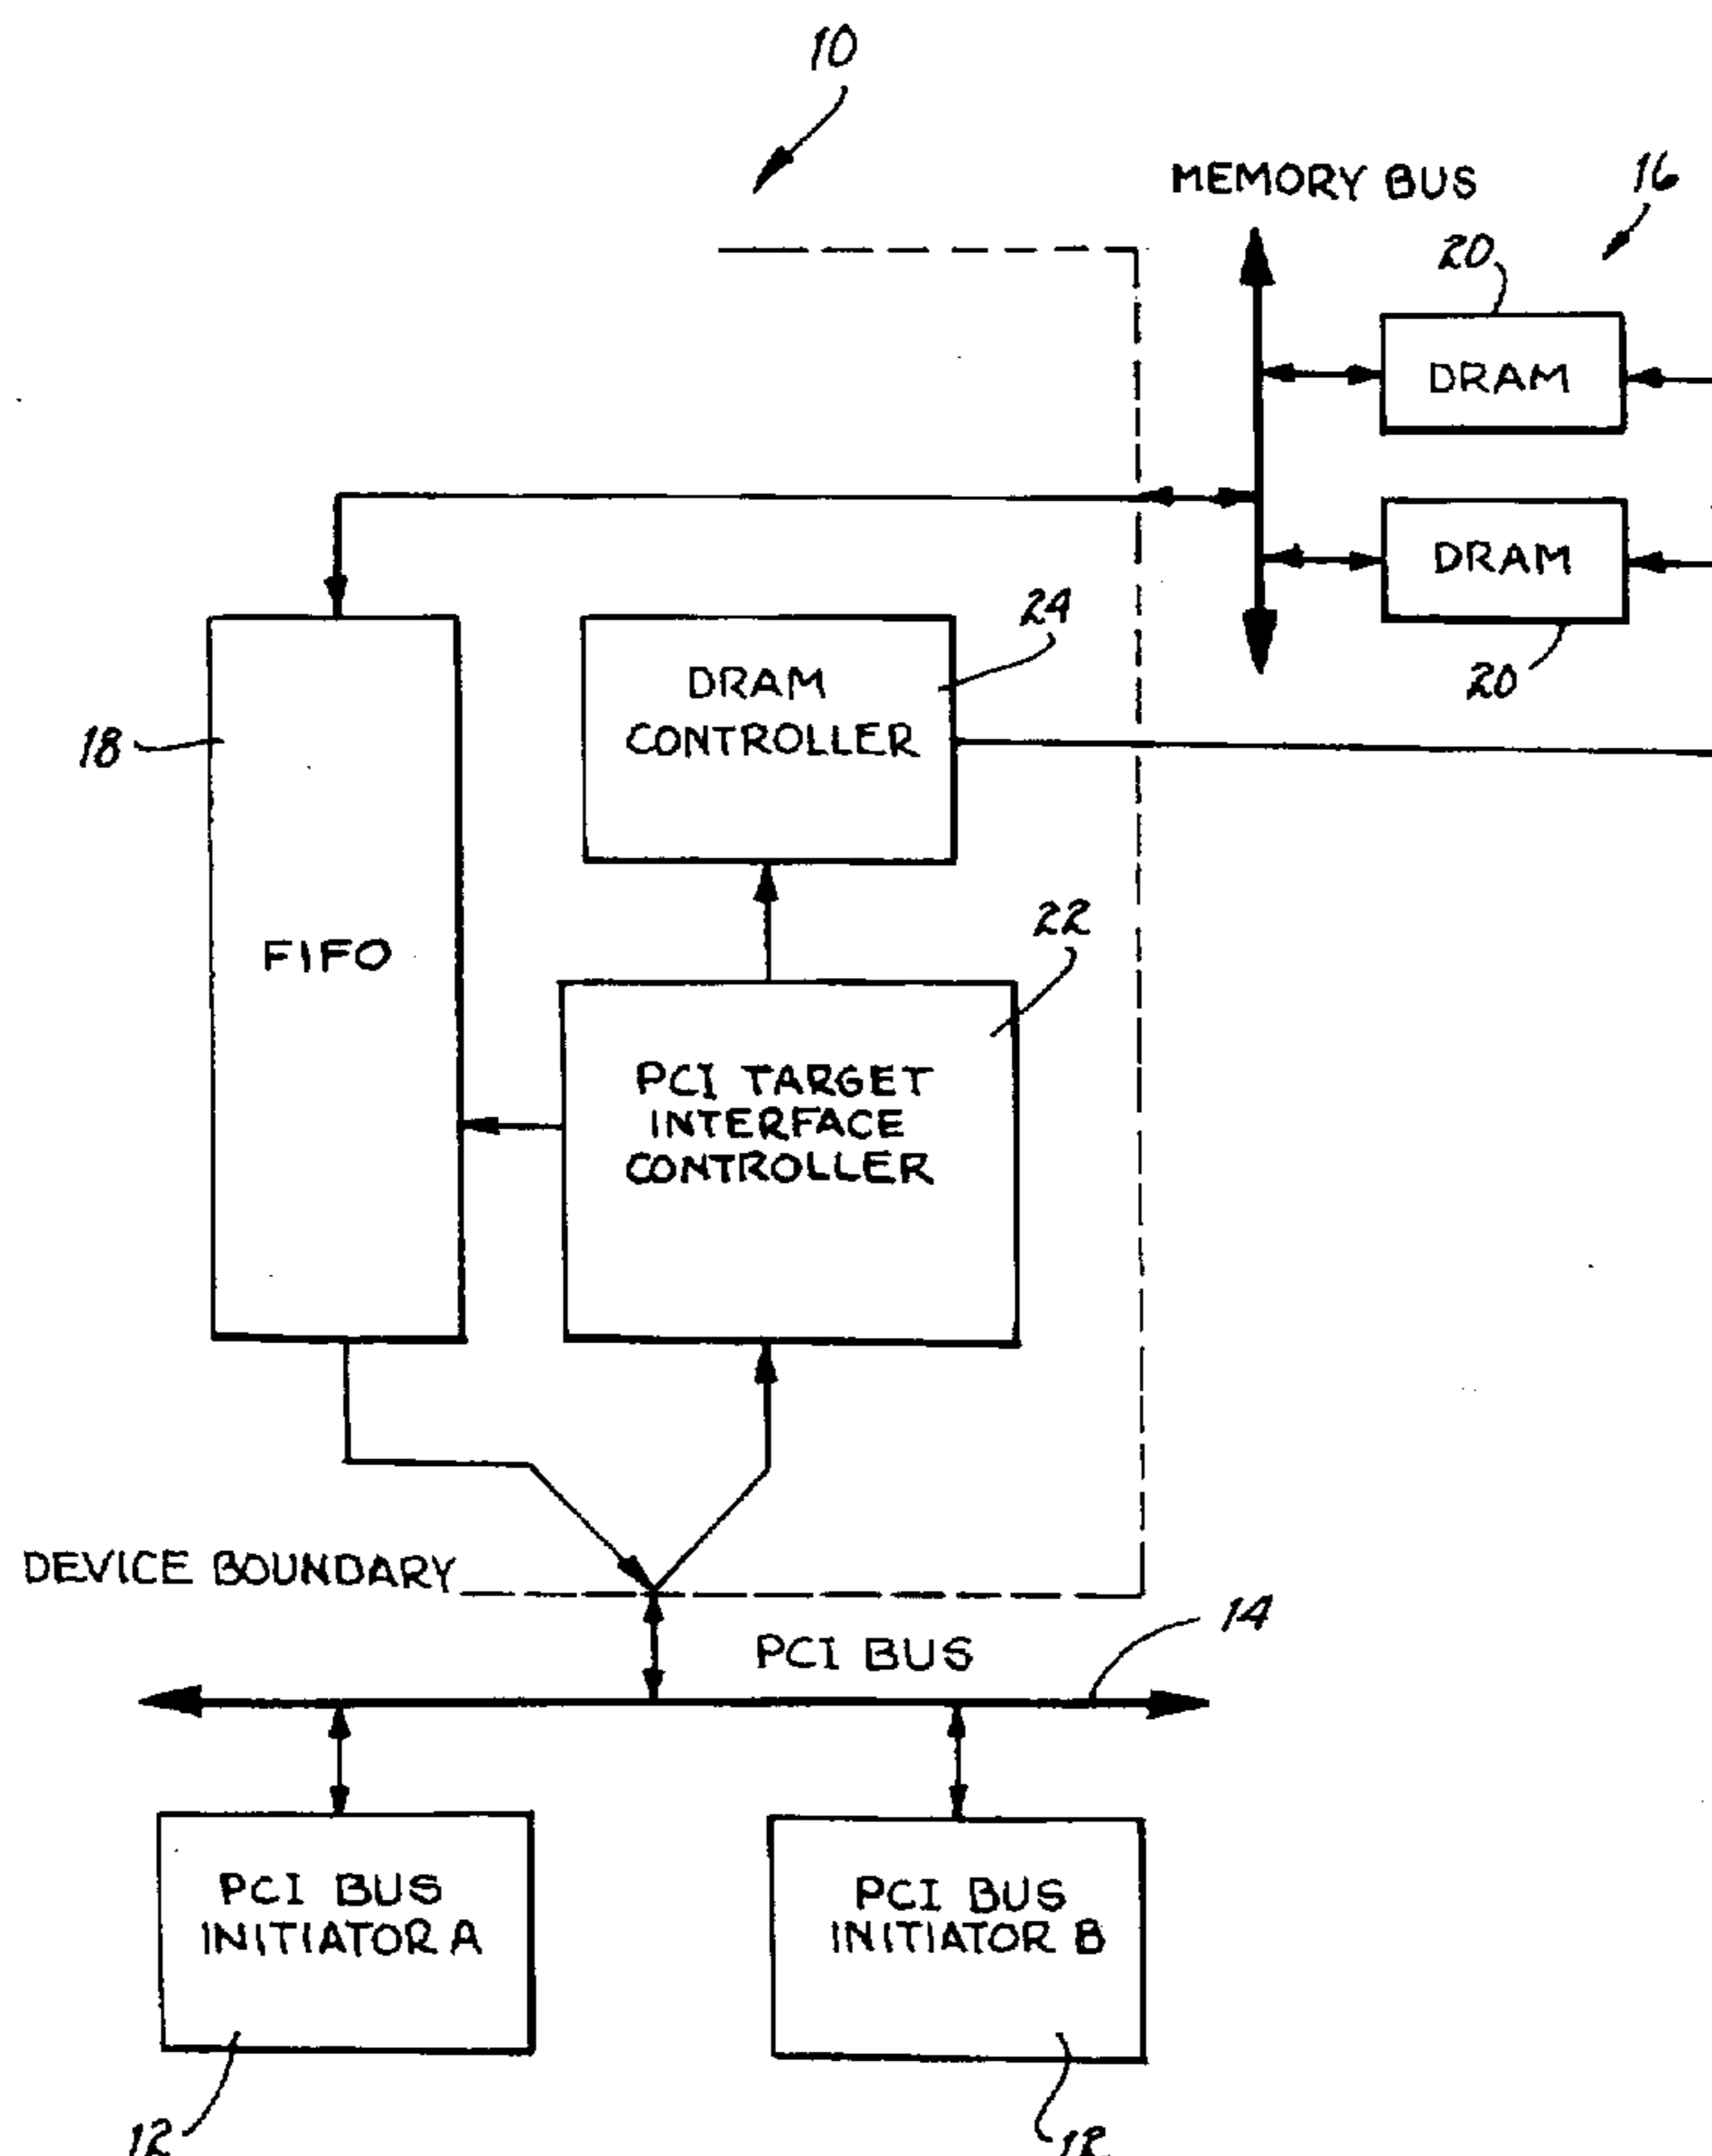 10
MEMORY BUS
16
20
DRAM
DRAM
20
24
DRAM
CONTROLLER
18
FIFO
22
PCI TARGET
INTERFACE
CONTROLLER
DEVICE BOUNDARY
14
PCI BUS
PCI BUS
INITIATOR A
PCI BUS
INITIATOR B
12
12